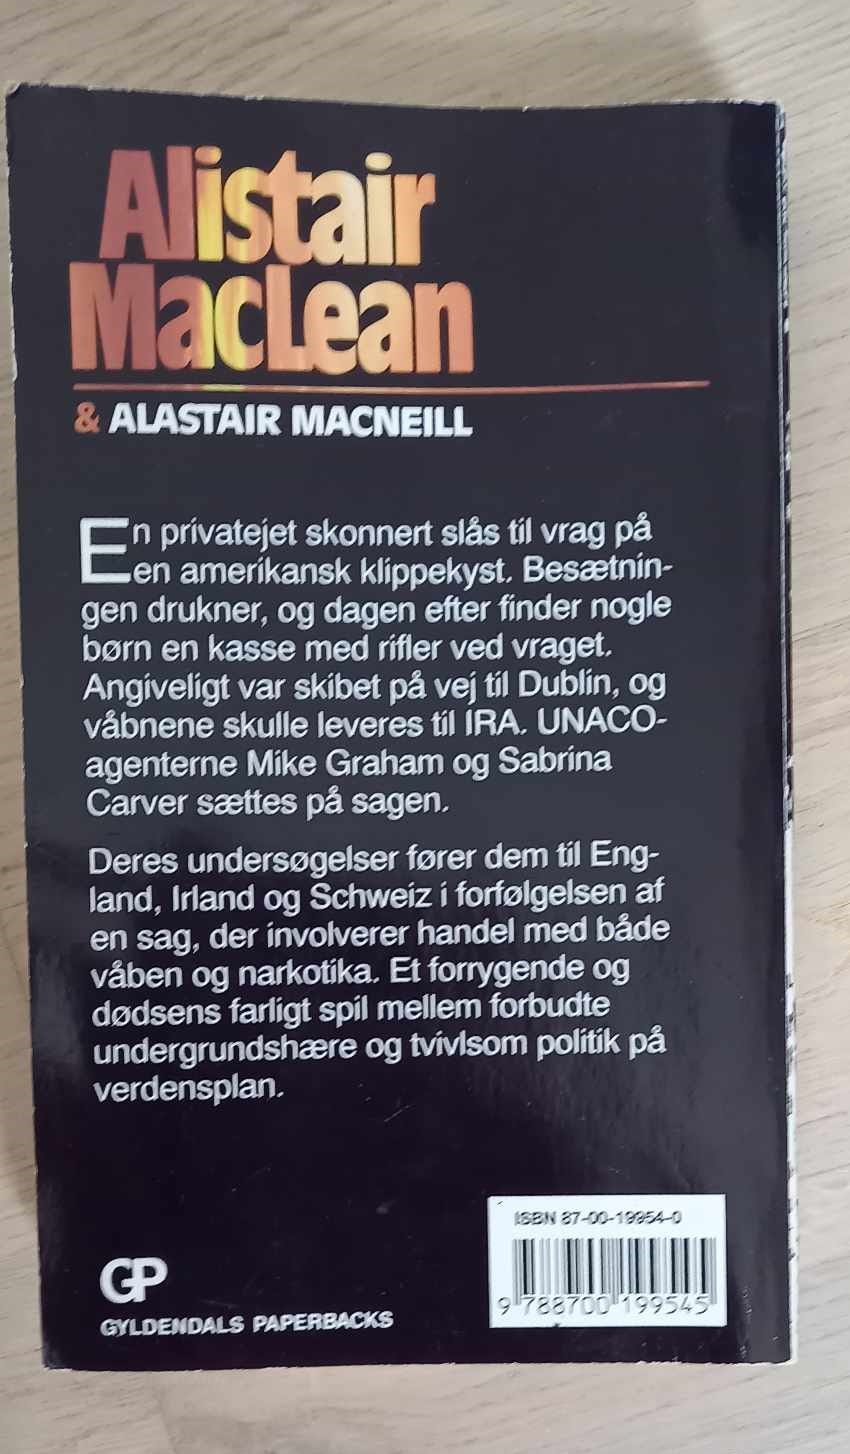 Alistair
MacLean
& ALASTAIR MACNEILL
En privatejet skonnert slås til vrag på
en amerikansk klippekyst. Besætnin-
gen drukner, og dagen efter finder nogle
børn en kasse med rifler ved vraget.
Angiveligt var skibet på vej til Dublin, og
våbnene skulle leveres til IRA. UNACO-
agenterne Mike Graham og Sabrina
Carver sættes på sagen.
Deres undersøgelser fører dem til Eng-
land, Irland og Schweiz i forfølgelsen af
en sag, der involverer handel med både
våben og narkotika. Et forrygende og
dødsens farligt spil mellem forbudte
undergrundshære og tvivlsom politik på
verdensplan.
ISBN 87-00-19954-0
9 788700 199545
GP
GYLDENDALS PAPERBACKS